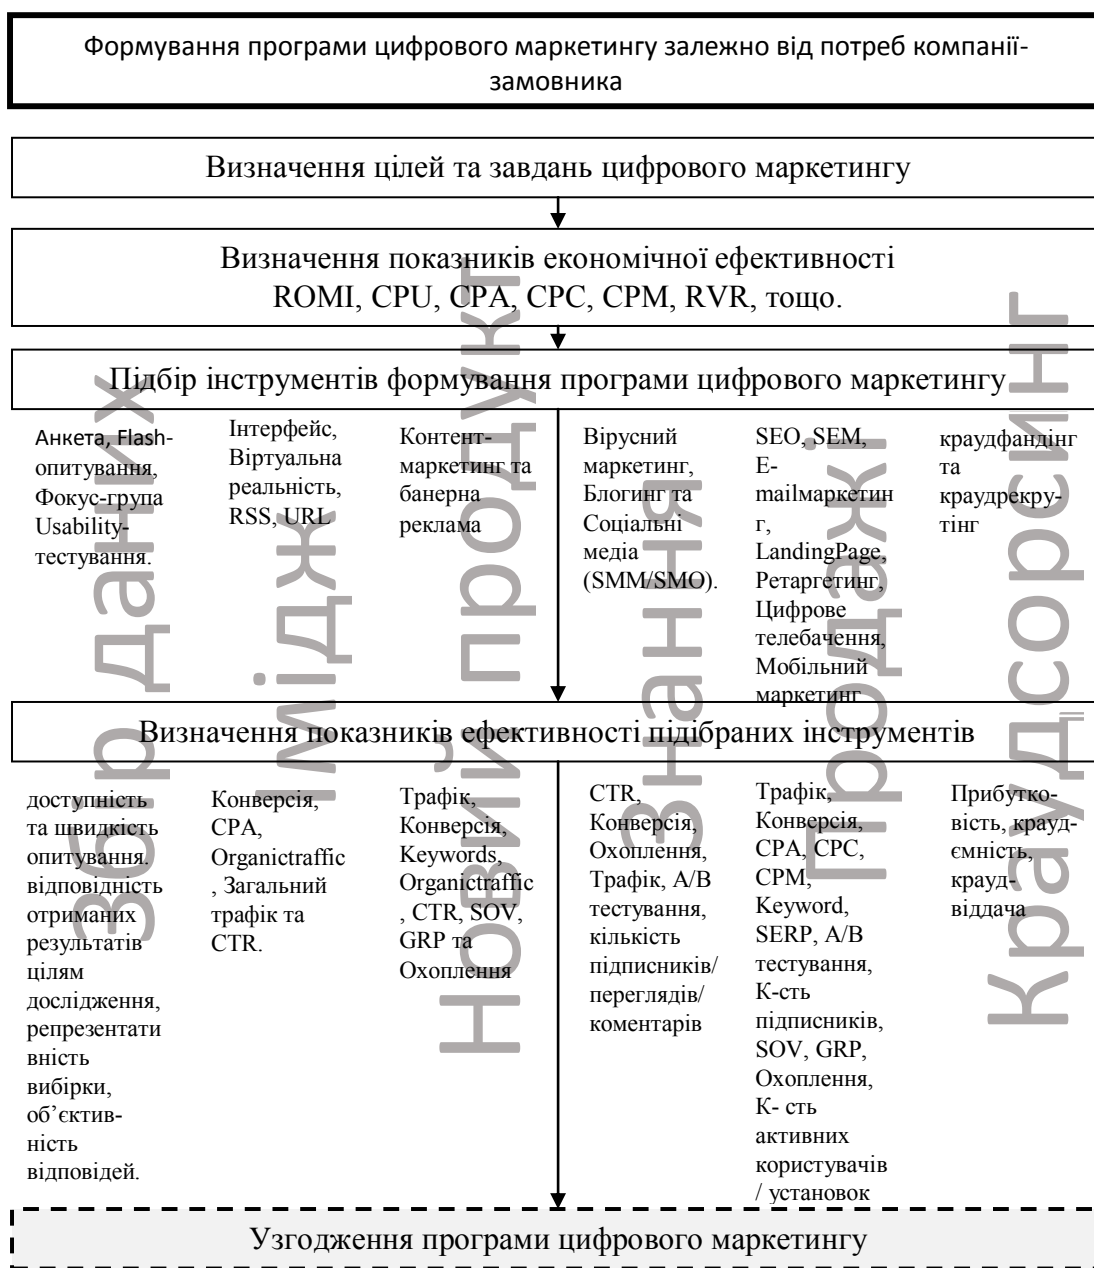 Формування програми цифрового маркетингу залежно від потреб компанії-
замовника
Визначення цілей та завдань цифрового маркетингу
Визначення показників економічної ефективності
ROMI, CPU, CPA, CPC, CPM, RVR, тощо.
Підбір інструментів формування програми цифрового маркетингу
Збір даних
Імідж
Новий продукт
Знання
Продажі
Краудсорсинг
Анкета, Flash-
опитування,
Фокус-група
Usability-
тестування.
Інтерфейс,
Віртуальна
реальність,
RSS, URL
Контент-
маркетинг та
банерна
реклама
Вірусний
маркетинг,
Блогинг та
Соціальні
медіа
(SMM/SMO).
SEO, SEM,
E-
mailмаркетин
г,
LandingPage,
Ретаргетинг,
Цифрове
телебачення,
Мобільний
маркетинг
краудфандінг
та
краудрекру-
тінг
Визначення показників ефективності підібраних інструментів
доступність
та швидкість
опитування.
відповідність
отриманих
результатів
цілям
дослідження,
репрезентати
вність
вибірки,
об’єктив-
ність
відповідей.
Конверсія,
CPA,
Organictraffic
, Загальний
трафік та
CTR.
Трафік,
Конверсія,
Keywords,
Organictraffic
, CTR, SOV,
GRP та
Охоплення
CTR,
Конверсія,
Охоплення,
Трафік, A/B
тестування,
кількість
підписників/
переглядів/
коментарів
Трафік,
Конверсія,
CPA, CPC,
CPM,
Keyword,
SERP, A/B
тестування,
К-сть
підписників,
SOV, GRP,
Охоплення,
К- сть
активних
користувачів
/ установок
Прибутко-
вість, крауд-
ємність,
крауд-
віддача
Узгодження програми цифрового маркетингу